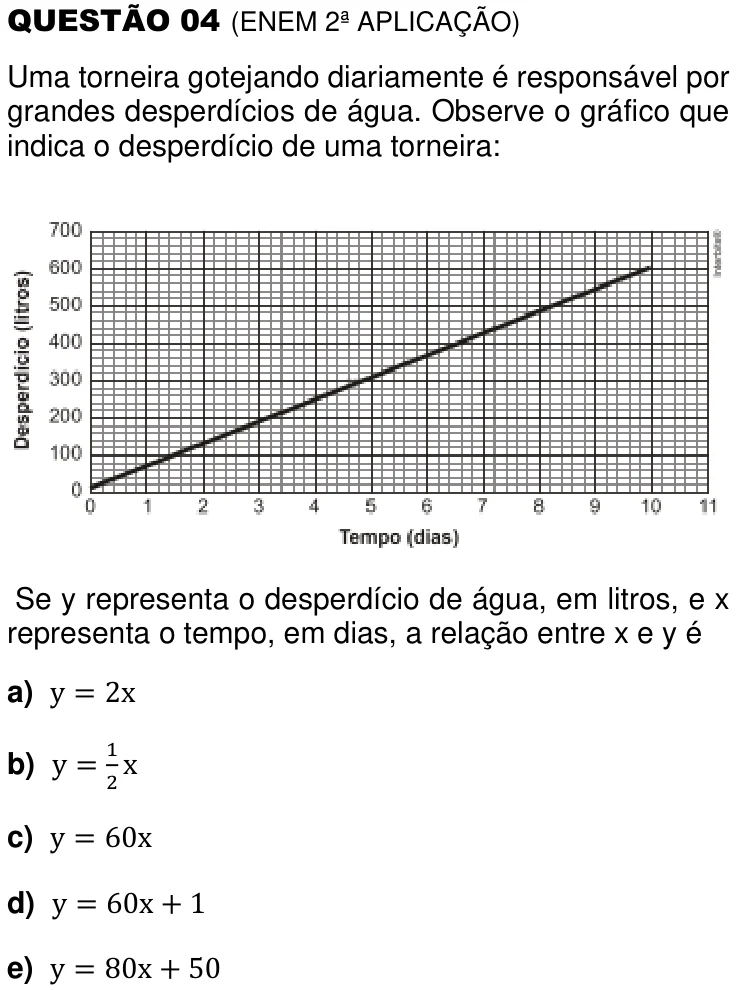 QUESTÃO 04 (ENEM 2ª APLICAÇÃO)
Uma torneira gotejando diariamente é responsável por
grandes desperdícios de água. Observe o gráfico que
indica o desperdício de uma torneira:
700
600
500
400
300
200
100
0
Desperdício (litros)
Interbits®
0 1 2 3 4 5 6 7 8 9 10 11
Tempo (dias)
Se y representa o desperdício de água, em litros, e x
representa o tempo, em dias, a relação entre x e y é
a) y = 2x
b) y = 1/2 x
c) y = 60x
d) y = 60x + 1
e) y = 80x + 50